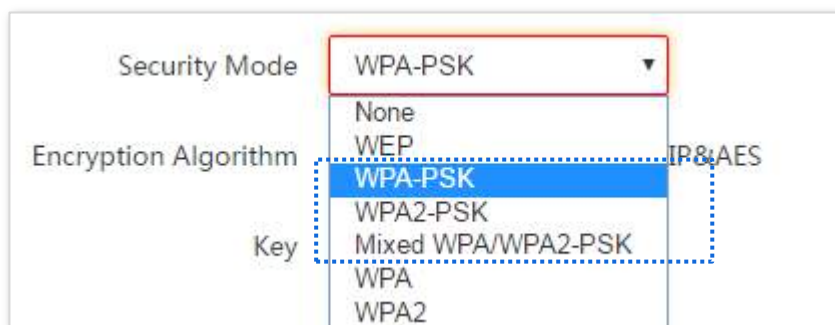 Security Mode WPA-PSK
None
WEP
Encryption Algorithm IP&AES
WPA-PSK
WPA2-PSK
Key Mixed WPA/WPA2-PSK
WPA
WPA2